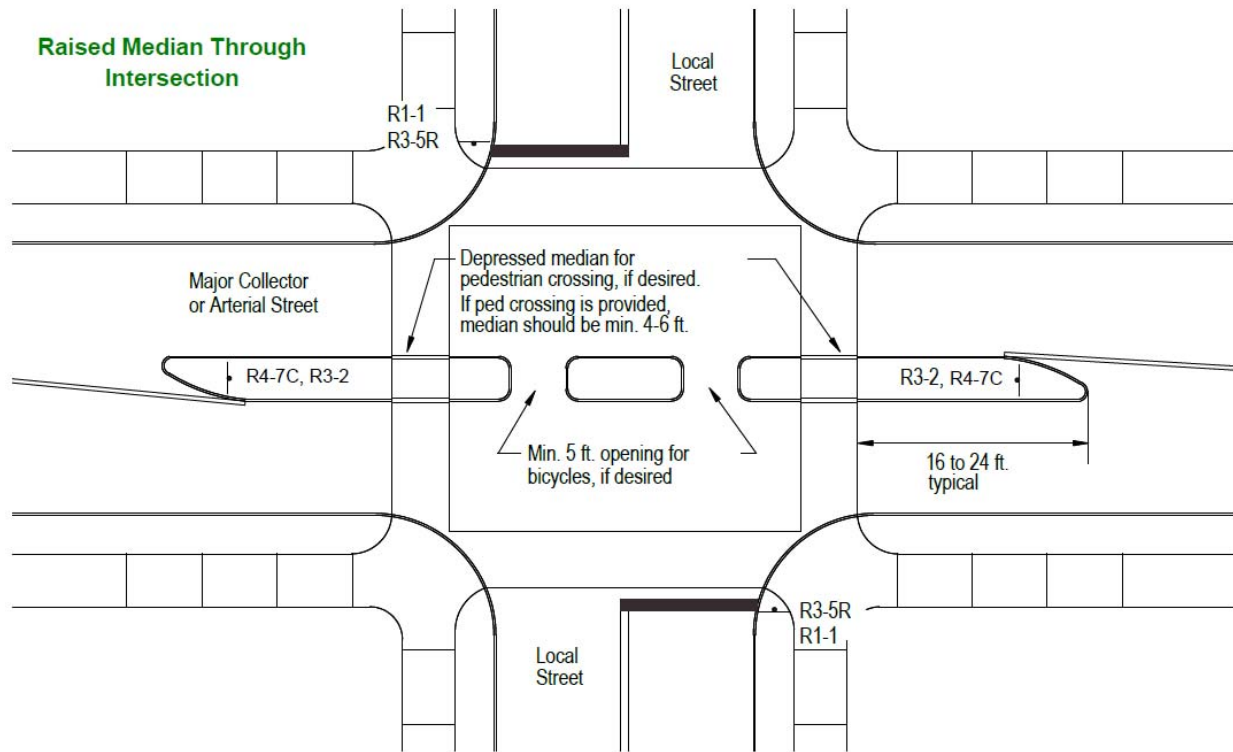 Raised Median Through
Intersection
Local
Street
R1-1
R3-5R
Depressed median for
pedestrian crossing, if desired.
If ped crossing is provided,
median should be min. 4-6 ft.
Major Collector
or Arterial Street
R4-7C, R3-2
R3-2, R4-7C
Min. 5 ft. opening for
bicycles, if desired
16 to 24 ft.
typical
R3-5R
R1-1
Local
Street